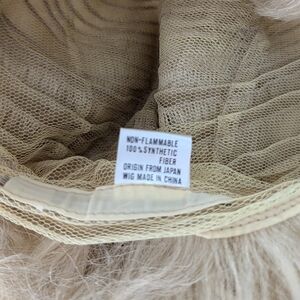 NON-FLAMMABLE
100% SYNTHETIC
FIBER
ORIGIN FROM JAPAN
WIG MADE IN CHINA